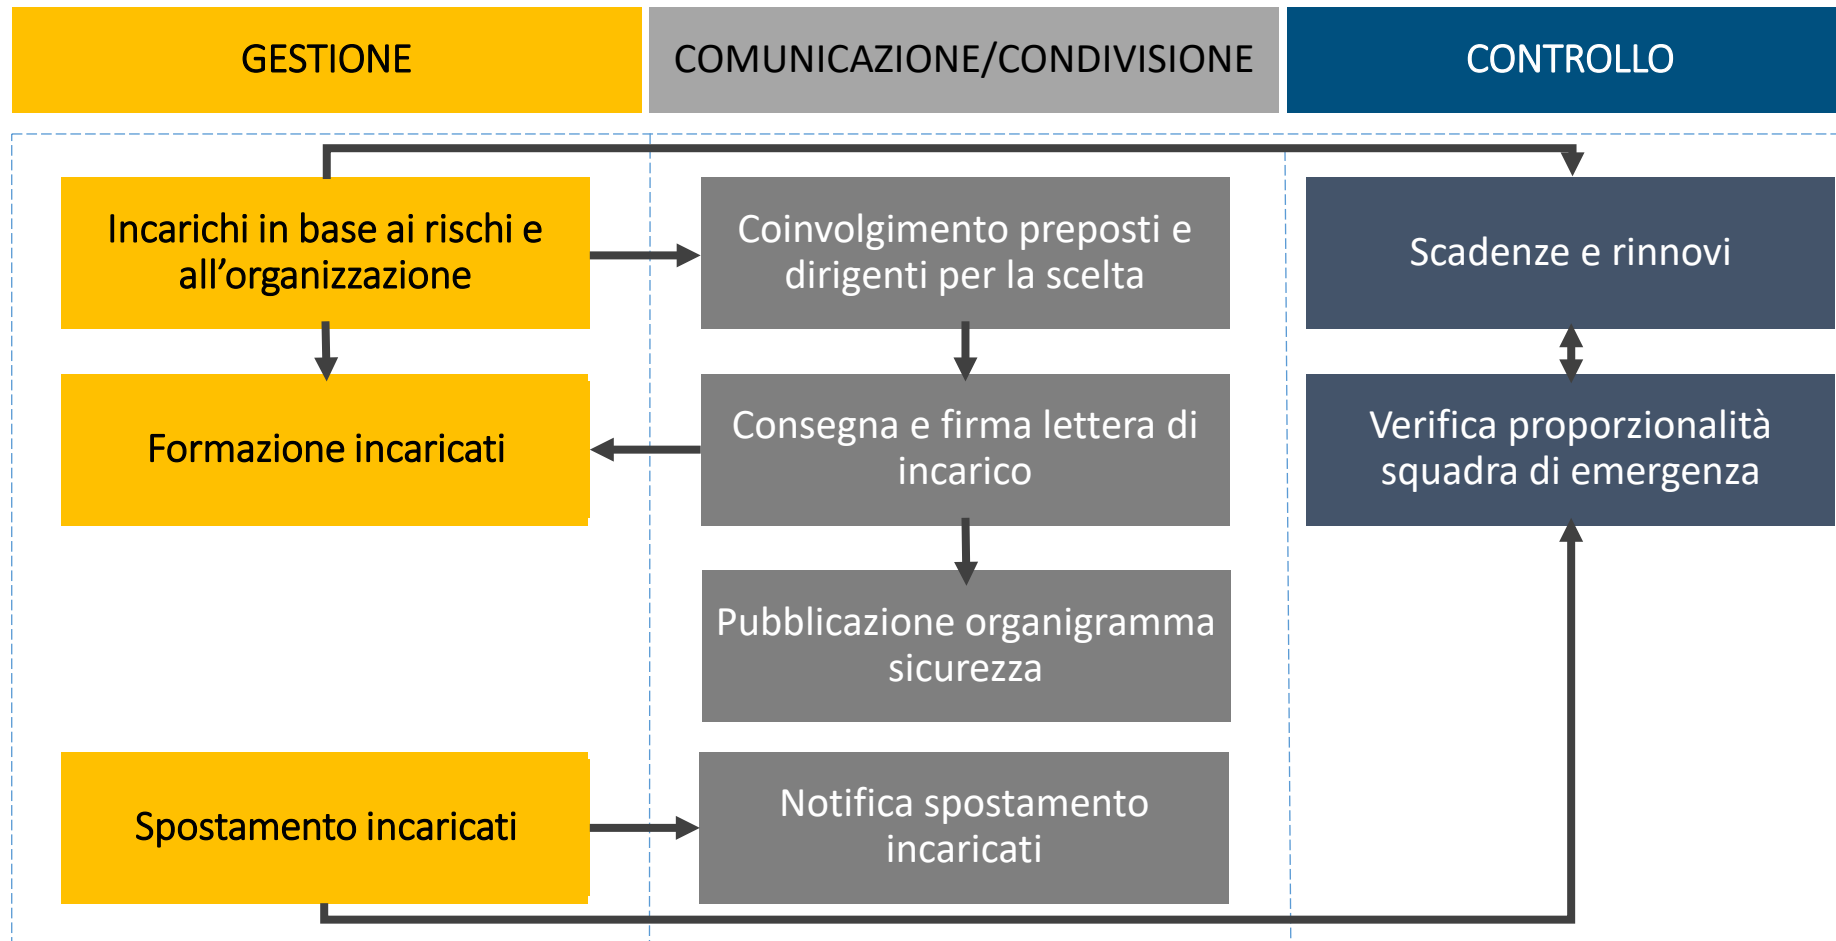 GESTIONE
COMUNICAZIONE/CONDIVISIONE
CONTROLLO
Incarichi in base ai rischi e
all’organizzazione
Coinvolgimento preposti e
dirigenti per la scelta
Scadenze e rinnovi
Formazione incaricati
Consegna e firma lettera di
incarico
Verifica proporzionalità
squadra di emergenza
Pubblicazione organigramma
sicurezza
Spostamento incaricati
Notifica spostamento
incaricati